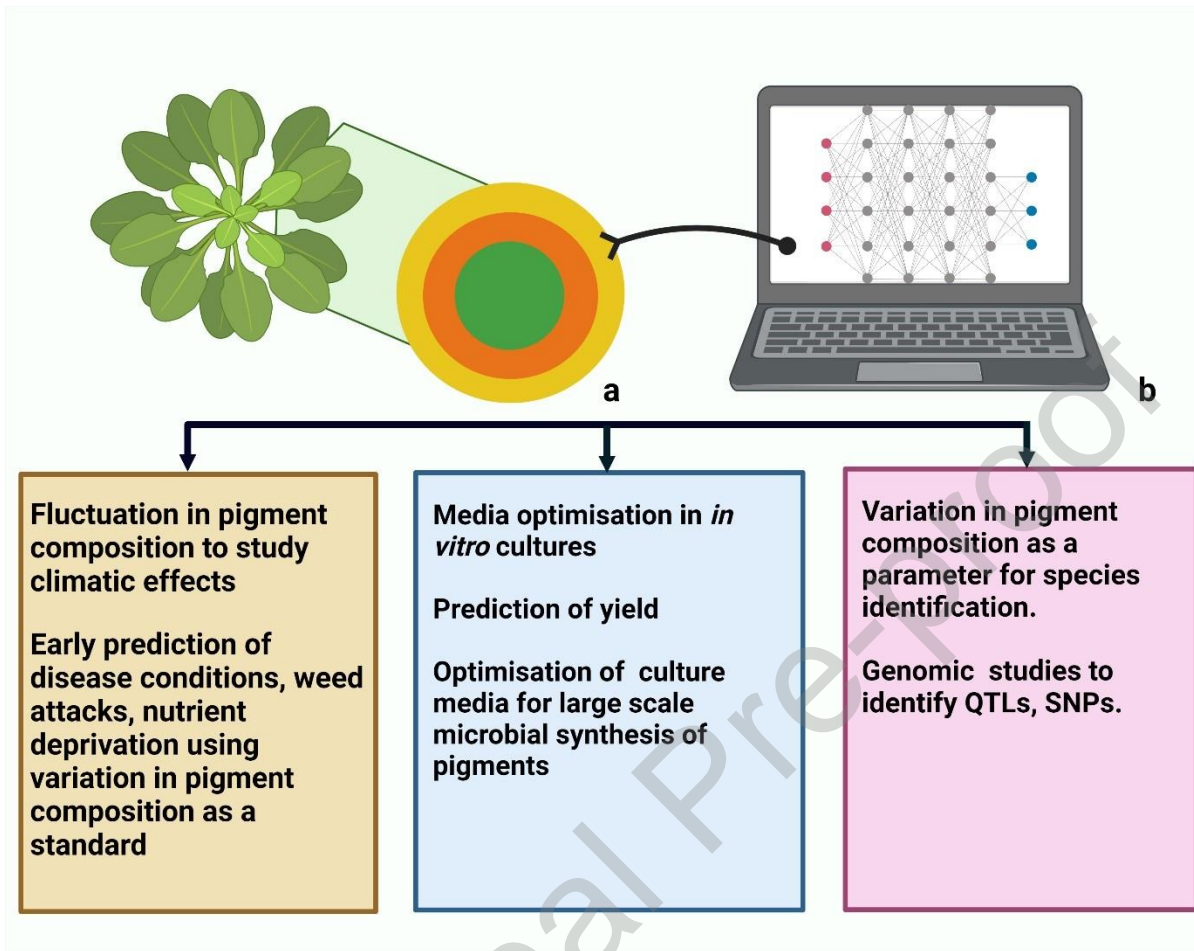 a
b
Fluctuation in pigment
composition to study
climatic effects
Early prediction of
disease conditions, weed
attacks, nutrient
deprivation using
variation in pigment
composition as a
standard
Media optimisation in in
vitro cultures
Prediction of yield
Optimisation of culture
media for large scale
microbial synthesis of
pigments
Variation in pigment
composition as a
parameter for species
identification.
Genomic studies to
identify QTLs, SNPs.
al Pre-proof